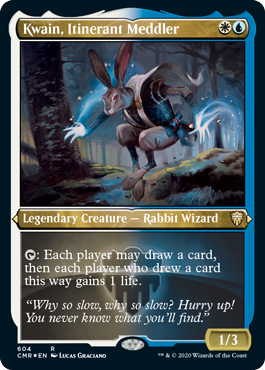 Kwain, Itinerant Meddler
Legendary Creature — Rabbit Wizard
: Each player may draw a card,
then each player who drew a card
this way gains 1 life.
“Why so slow, why so slow? Hurry up!
You never know what you’ll find.”
1/3
604 R
CMR EN LUCAS GRACIANO
™ & © 2020 Wizards of the Coast